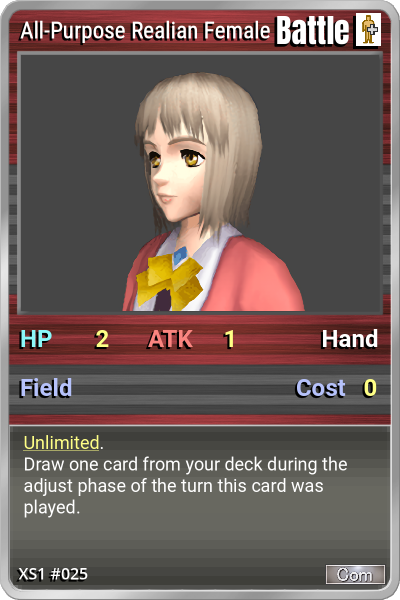 All-Purpose Realian Female Battle
HP 2 ATK 1 Hand
Field Cost 0
Unlimited.
Draw one card from your deck during the
adjust phase of the turn this card was
played.
XS1 #025 Com